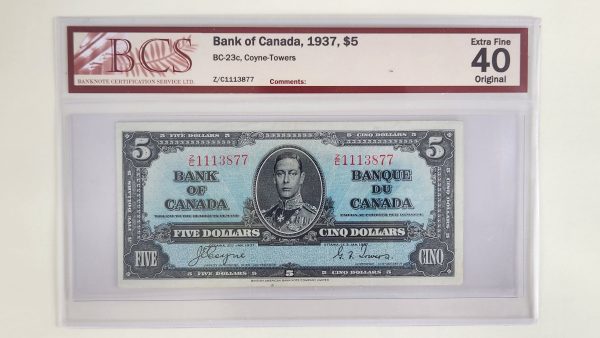 BCS
BANKNOTE CERTIFICATION SERVICE LTD.
Bank of Canada, 1937, $5
BC-23c, Coyne-Towers
Z/C1113877
Comments:
Extra Fine
40
Original
5 FIVE DOLLARS 5 CINQ DOLLARS 5
1113877
1113877
BANK
OF
CANADA
BANQUE
DU
CANADA
FIVE DOLLARS
CINQ DOLLARS
FIVE
J. Coyne
5
G. F. Towers
CINQ